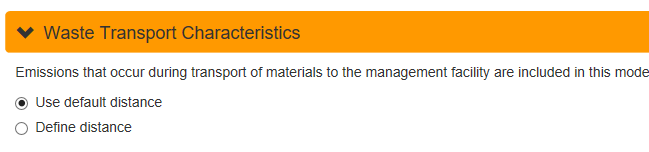 Waste Transport Characteristics
Emissions that occur during transport of materials to the management facility are included in this mode
Use default distance
Define distance